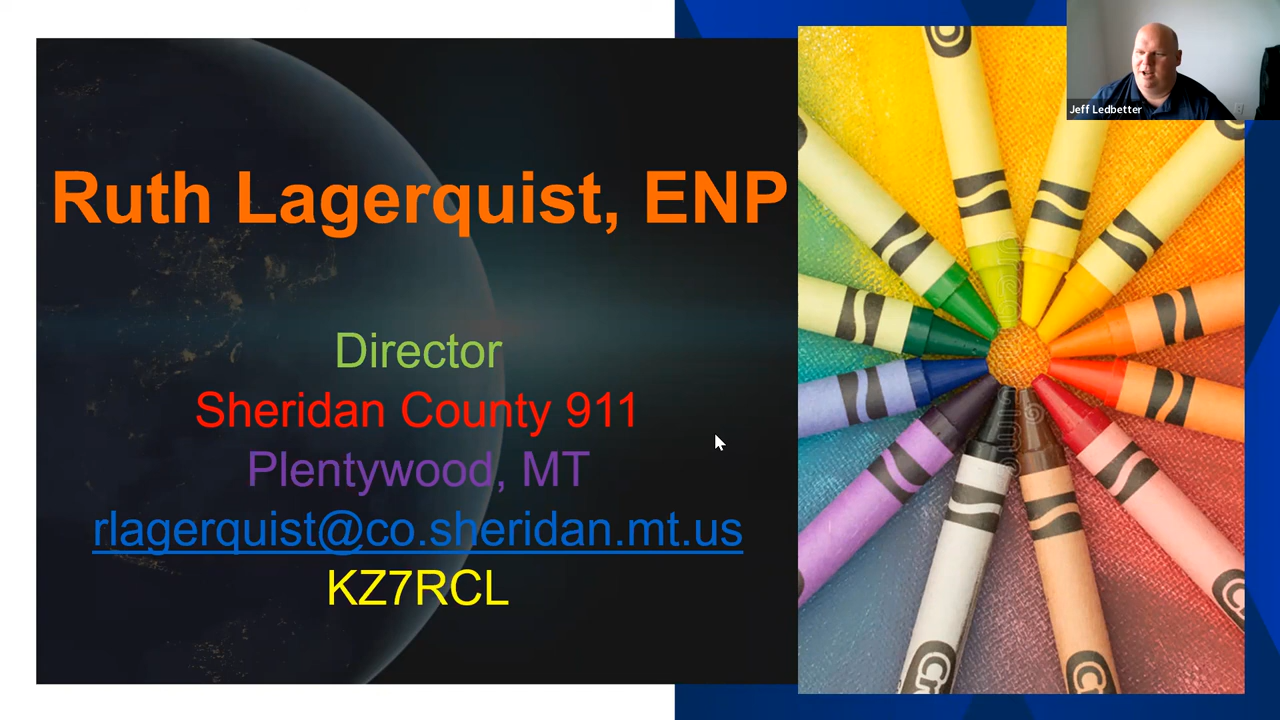 Jeff Ledbetter
Ruth Lagerquist, ENP
Director
Sheridan County 911
Plentywood, MT
rlagerquist@co.sheridan.mt.us
KZ7RCL